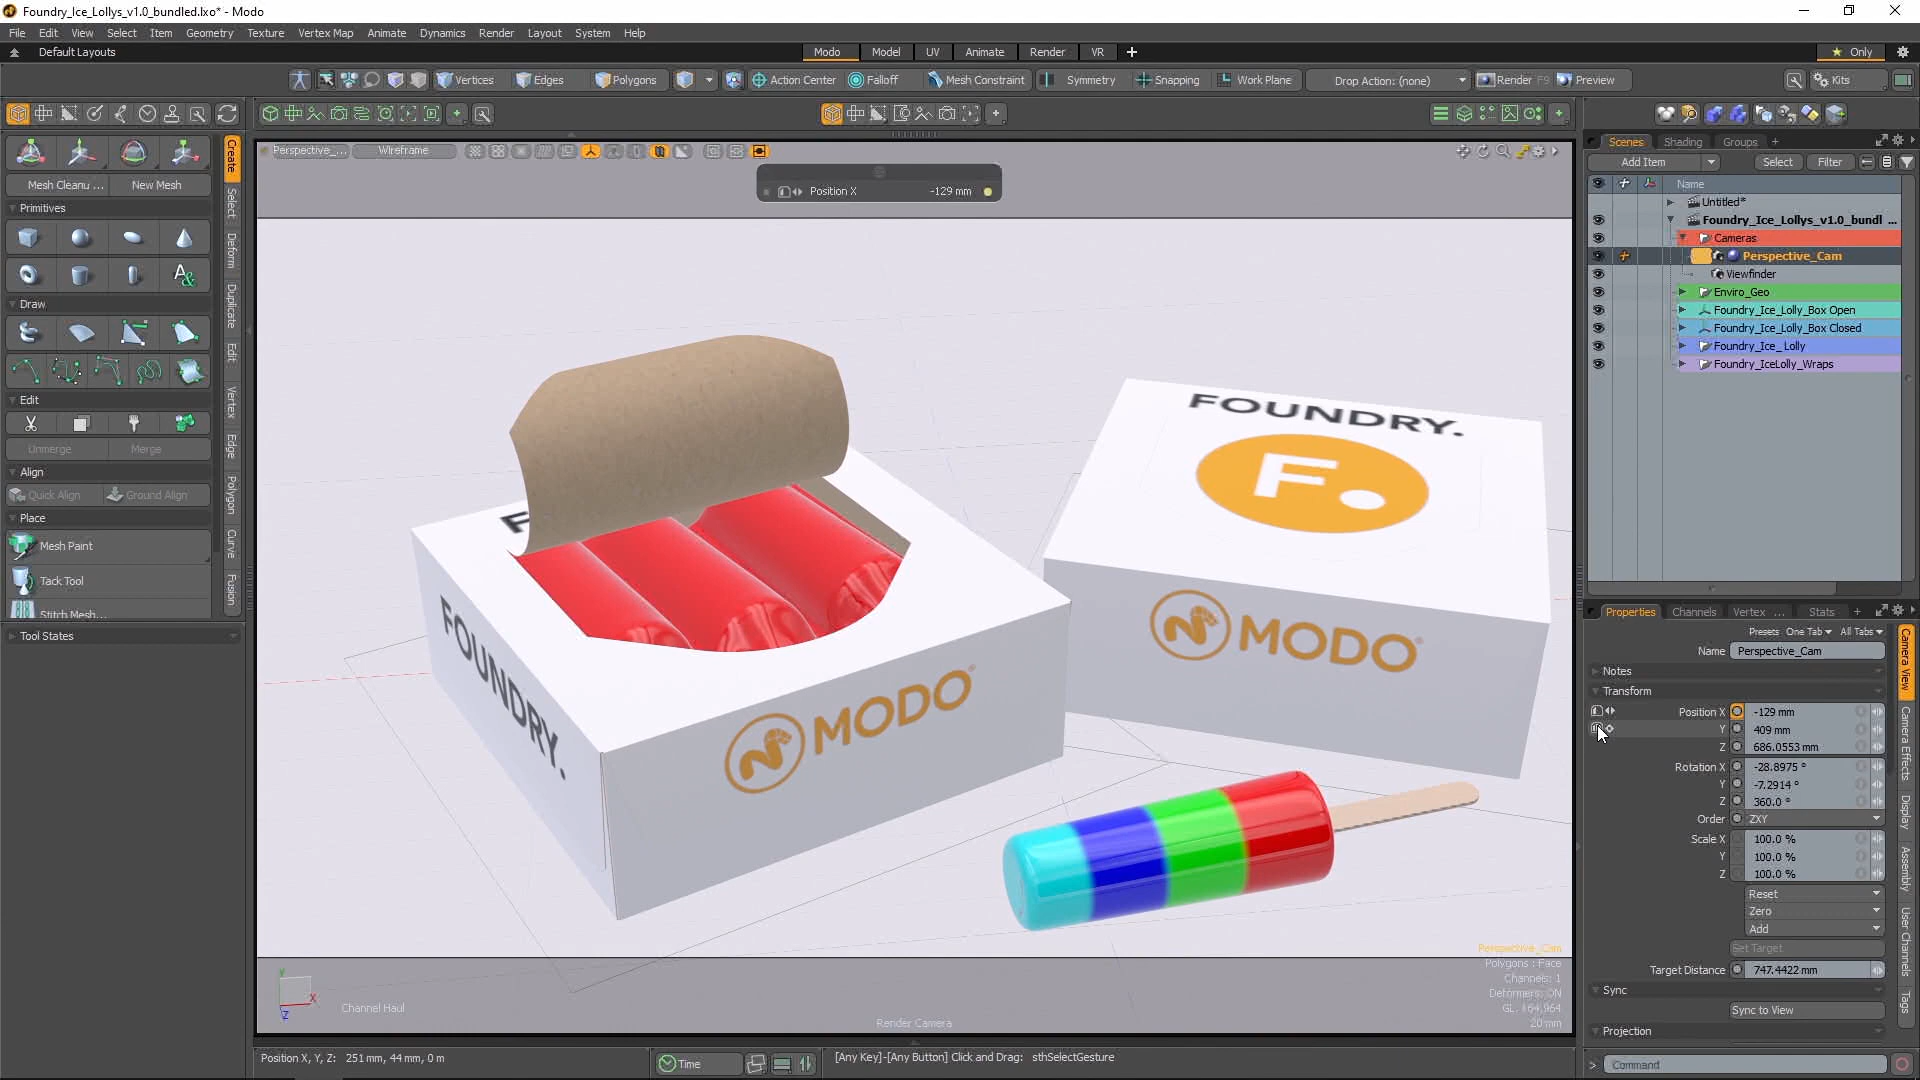 Foundry_Ice_Lollys_v1.0_bundled.lxo* - Modo
File Edit View Select Item Geometry Texture Vertex Map Animate Dynamics Render Layout System Help
Default Layouts
Modo Model UV Animate Render VR
Only
Vertices Edges Polygons Action Center Falloff Mesh Constraint Symmetry Snapping Work Plane Drop Action: (none) Render F9 Preview Kits
Perspective_... Wireframe
Position X -129 mm
Mesh Cleanu ... New Mesh
Primitives
Draw
Edit
Unmerge Merge
Align
Quick Align Ground Align
Place
Mesh Paint
Tack Tool
Stitch Mesh...
Tool States
Create
Select
Deform
Duplicate
Edit
Vertex
Edge
Polygon
Curve
Fusion
FOUNDRY.
F
MODO
F
FOUNDRY.
MODO
Perspective_Cam
Polygons : Face
Channels: 1
Deformers: ON
GL: 164,964
20 mm
Y
X
Z
Channel Haul
Render Camera
Scenes Shading Groups
Add Item Select Filter
Name
Untitled*
Foundry_Ice_Lollys_v1.0_bundl ...
Cameras
Perspective_Cam
Viewfinder
Enviro_Geo
Foundry_Ice_Lolly_Box Open
Foundry_Ice_Lolly_Box Closed
Foundry_Ice_ Lolly
Foundry_IceLolly_Wraps
Properties Channels Vertex ... Stats
Presets One Tab All Tabs
Name Perspective_Cam
Notes
Transform
Position X -129 mm
Y 409 mm
Z 686.0553 mm
Rotation X -28.8975 °
Y -7.2914 °
Z 360.0 °
Order ZXY
Scale X 100.0 %
Y 100.0 %
Z 100.0 %
Reset
Zero
Add
Set Target
Target Distance 747.4422 mm
Sync
Sync to View
Projection
Camera View
Camera Effects
Display
Assembly
User Channels
Tags
Position X, Y, Z: 251 mm, 44 mm, 0 m
Time
[Any Key]-[Any Button] Click and Drag: sthSelectGesture
Command